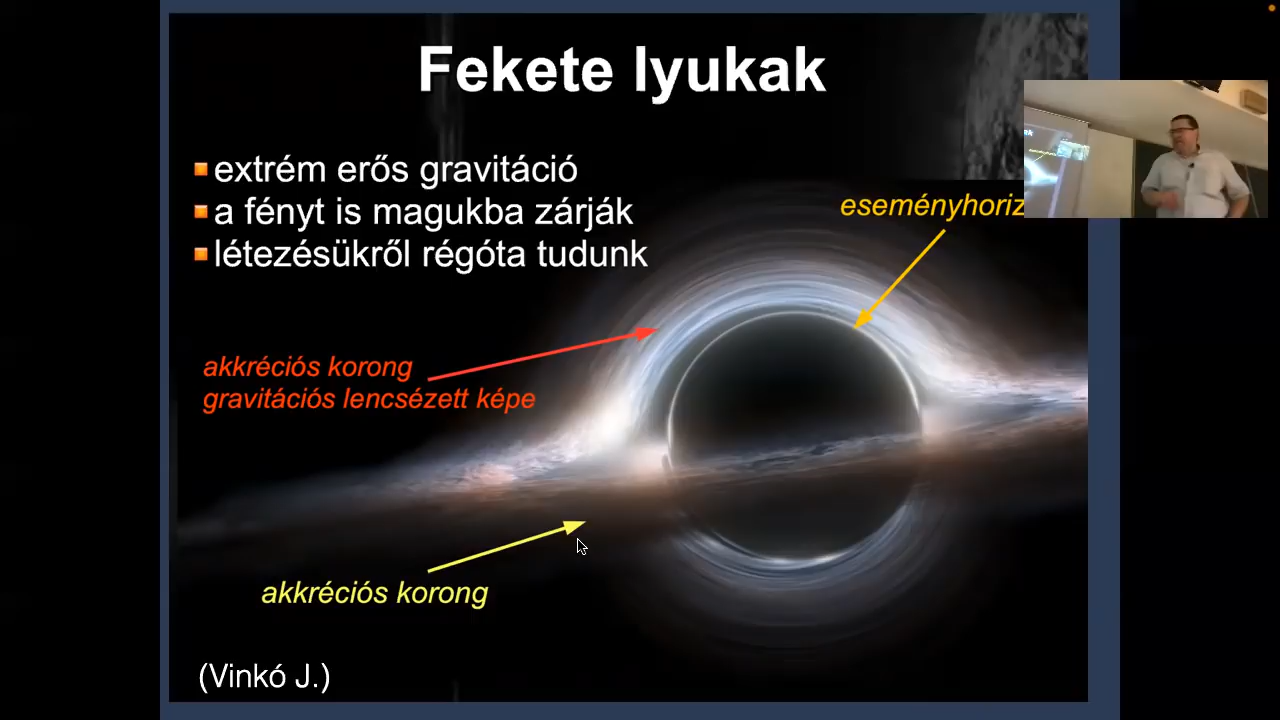 Fekete lyukak
extrém erős gravitáció
a fényt is magukba zárják
létezésükről régóta tudunk
eseményhoriz
akkréciós korong
gravitációs lencsézett képe
akkréciós korong
(Vinkó J.)